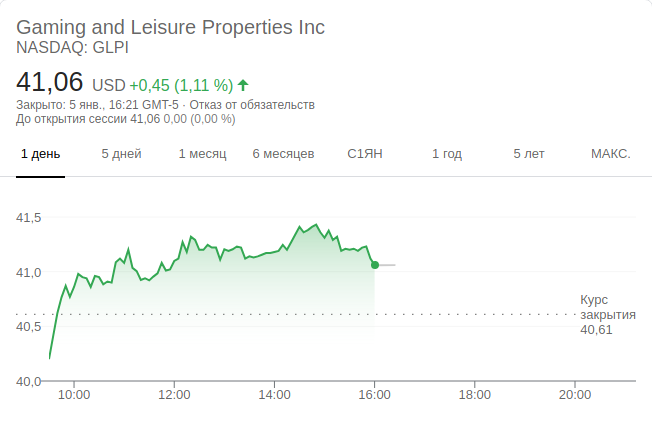 Gaming and Leisure Properties Inc
NASDAQ: GLPI
41,06 USD +0,45 (1,11 %)
Закрыто: 5 янв., 16:21 GMT-5 · Отказ от обязательств
До открытия сессии 41,06 0,00 (0,00 %)
1 день 5 дней 1 месяц 6 месяцев С1ЯН 1 год 5 лет МАКС.
41,5
41,0
Курс
закрытия
40,61
40,5
40,0
10:00 12:00 14:00 16:00 18:00 20:00